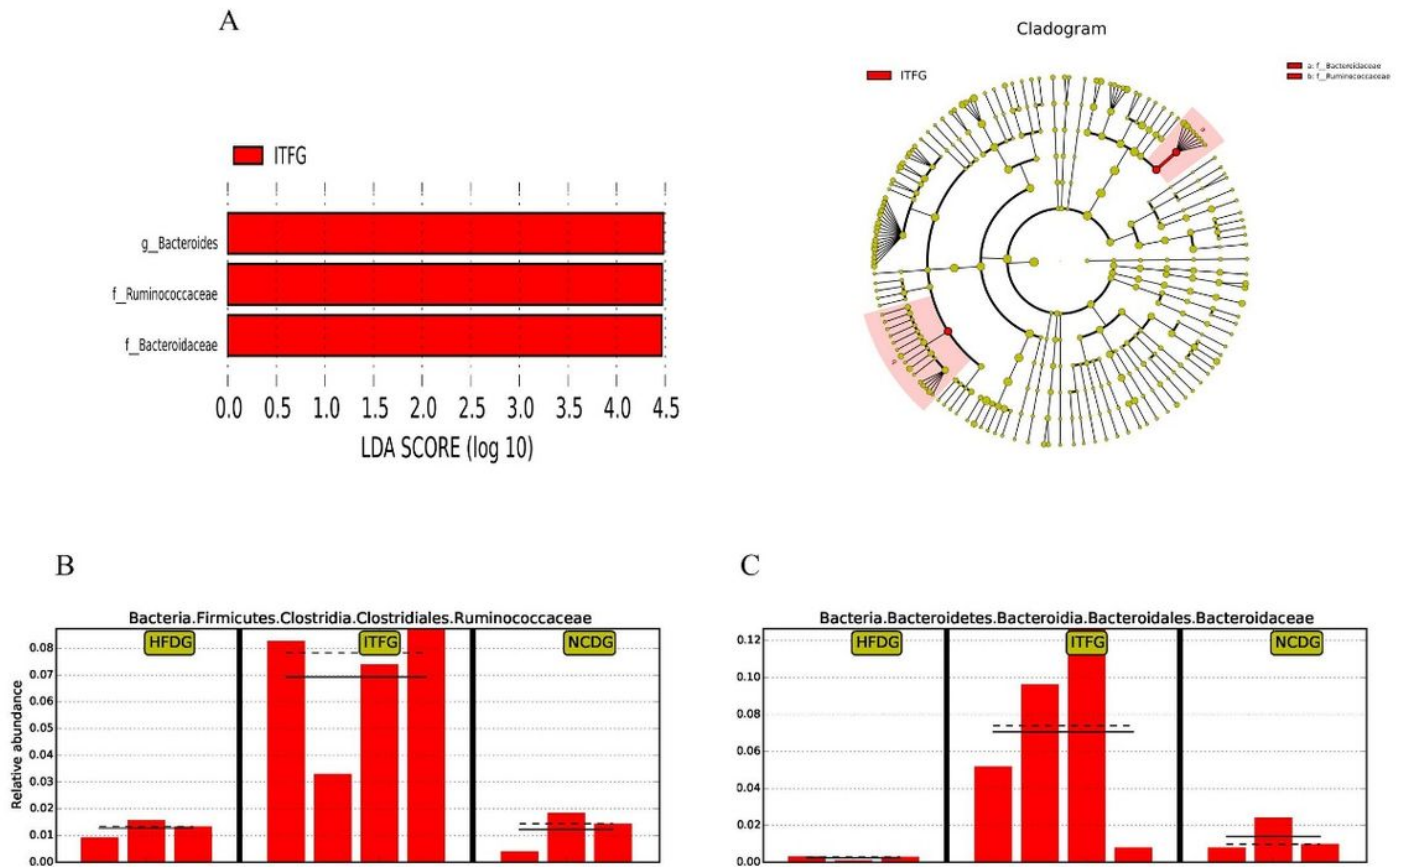 A
ITFG
g__Bacteroides
f__Ruminococcaceae
f__Bacteroidaceae
0.0 0.5 1.0 1.5 2.0 2.5 3.0 3.5 4.0 4.5
LDA SCORE (log 10)
Cladogram
ITFG
a: f__Bacteroidaceae
b: f__Ruminococcaceae
B
Bacteria.Firmicutes.Clostridia.Clostridiales.Ruminococcaceae
HFDG ITFG NCDG
Relative abundance
0.08
0.07
0.06
0.05
0.04
0.03
0.02
0.01
0.00
C
Bacteria.Bacteroidetes.Bacteroidia.Bacteroidales.Bacteroidaceae
HFDG ITFG NCDG
0.12
0.10
0.08
0.06
0.04
0.02
0.00